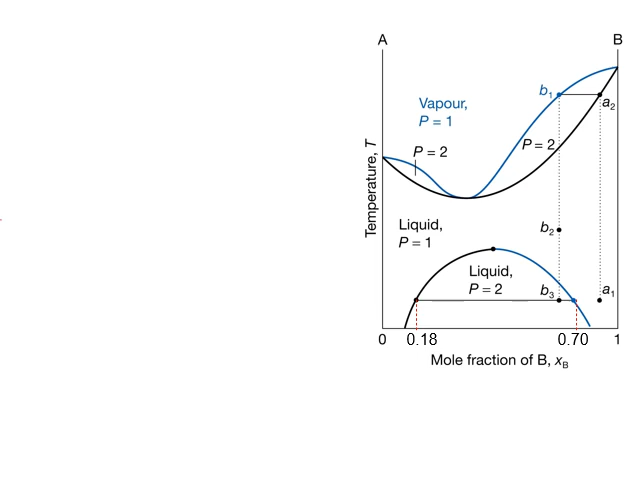 A
B
b1
a2
Vapour,
P = 1
P = 2
P = 2
Temperature, T
Liquid,
P = 1
b2
Liquid,
P = 2
b3
a1
0
0.18
0.70
1
Mole fraction of B, xB